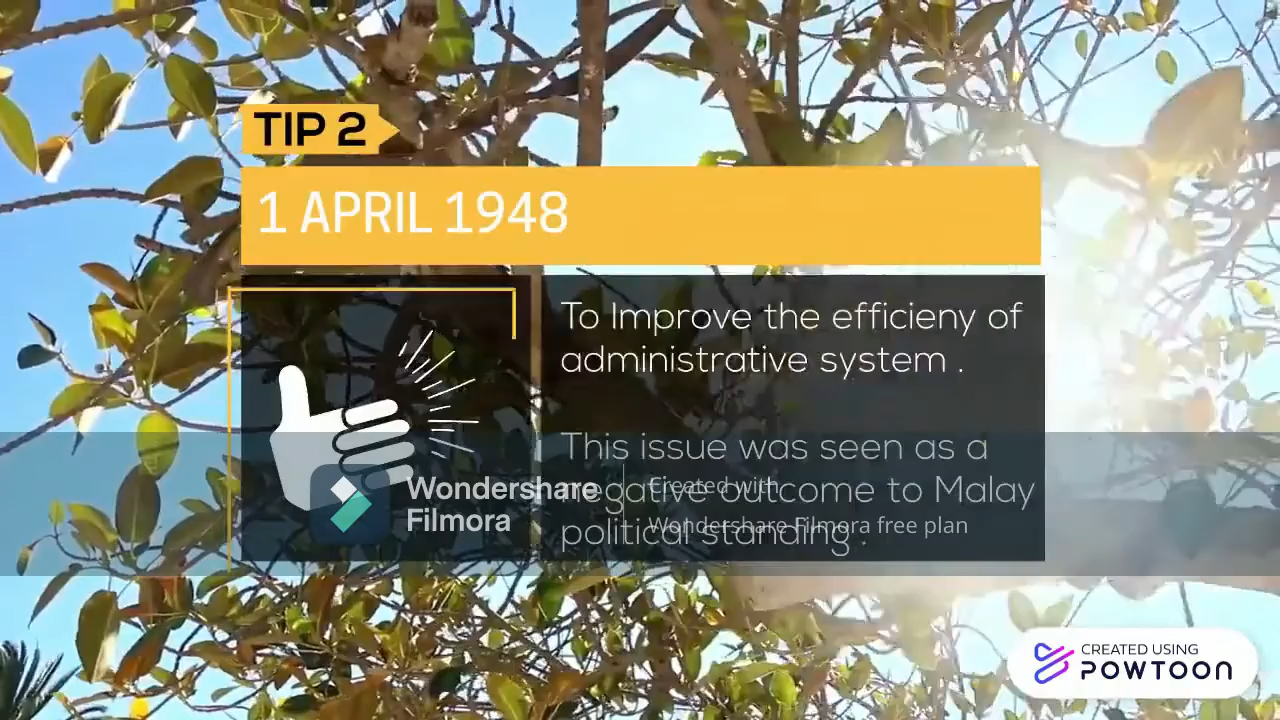 TIP 2
1 APRIL 1948
To Improve the efficieny of
administrative system .
This issue was seen as a
negative outcome to Malay
political standing .
Wondershare
Filmora
Created with
Wondershare Filmora free plan
CREATED USING
POWTOON